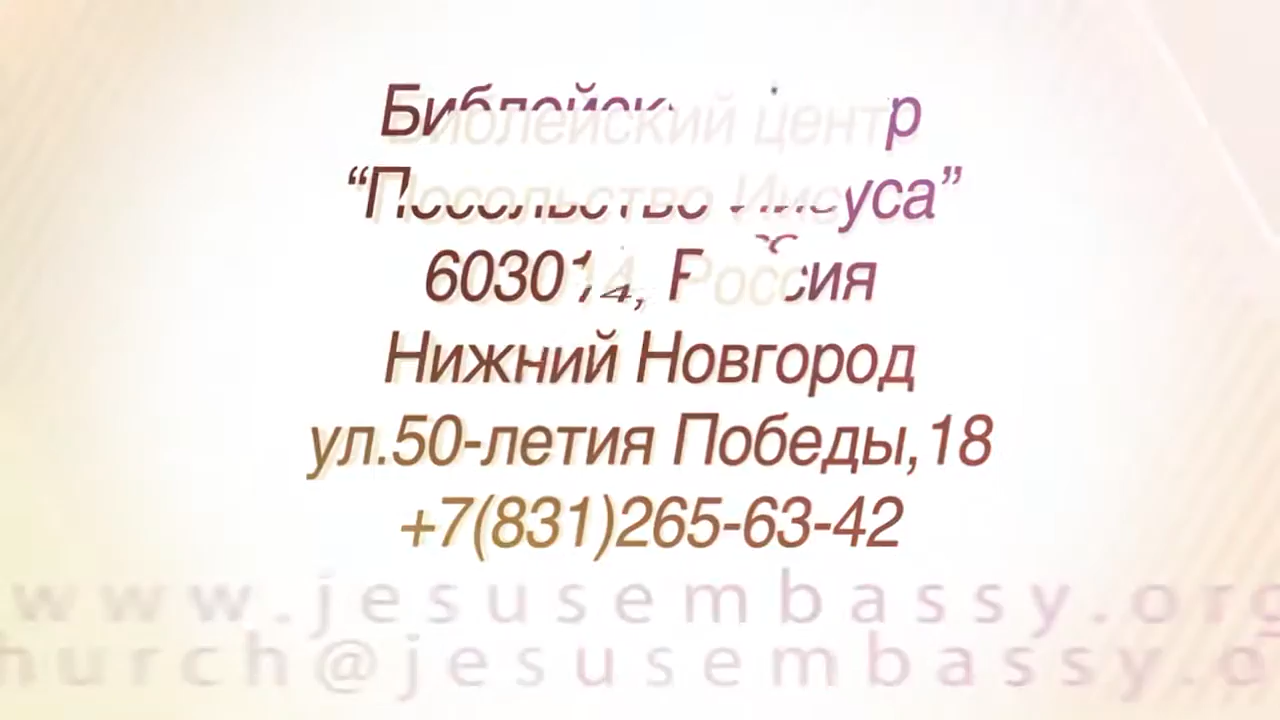 Библейский центр
“Посольство Иисуса”
603014, Россия
Нижний Новгород
ул.50-летия Победы,18
+7(831)265-63-42
www.jesusembassy.org
hurch@jesusembassy.o